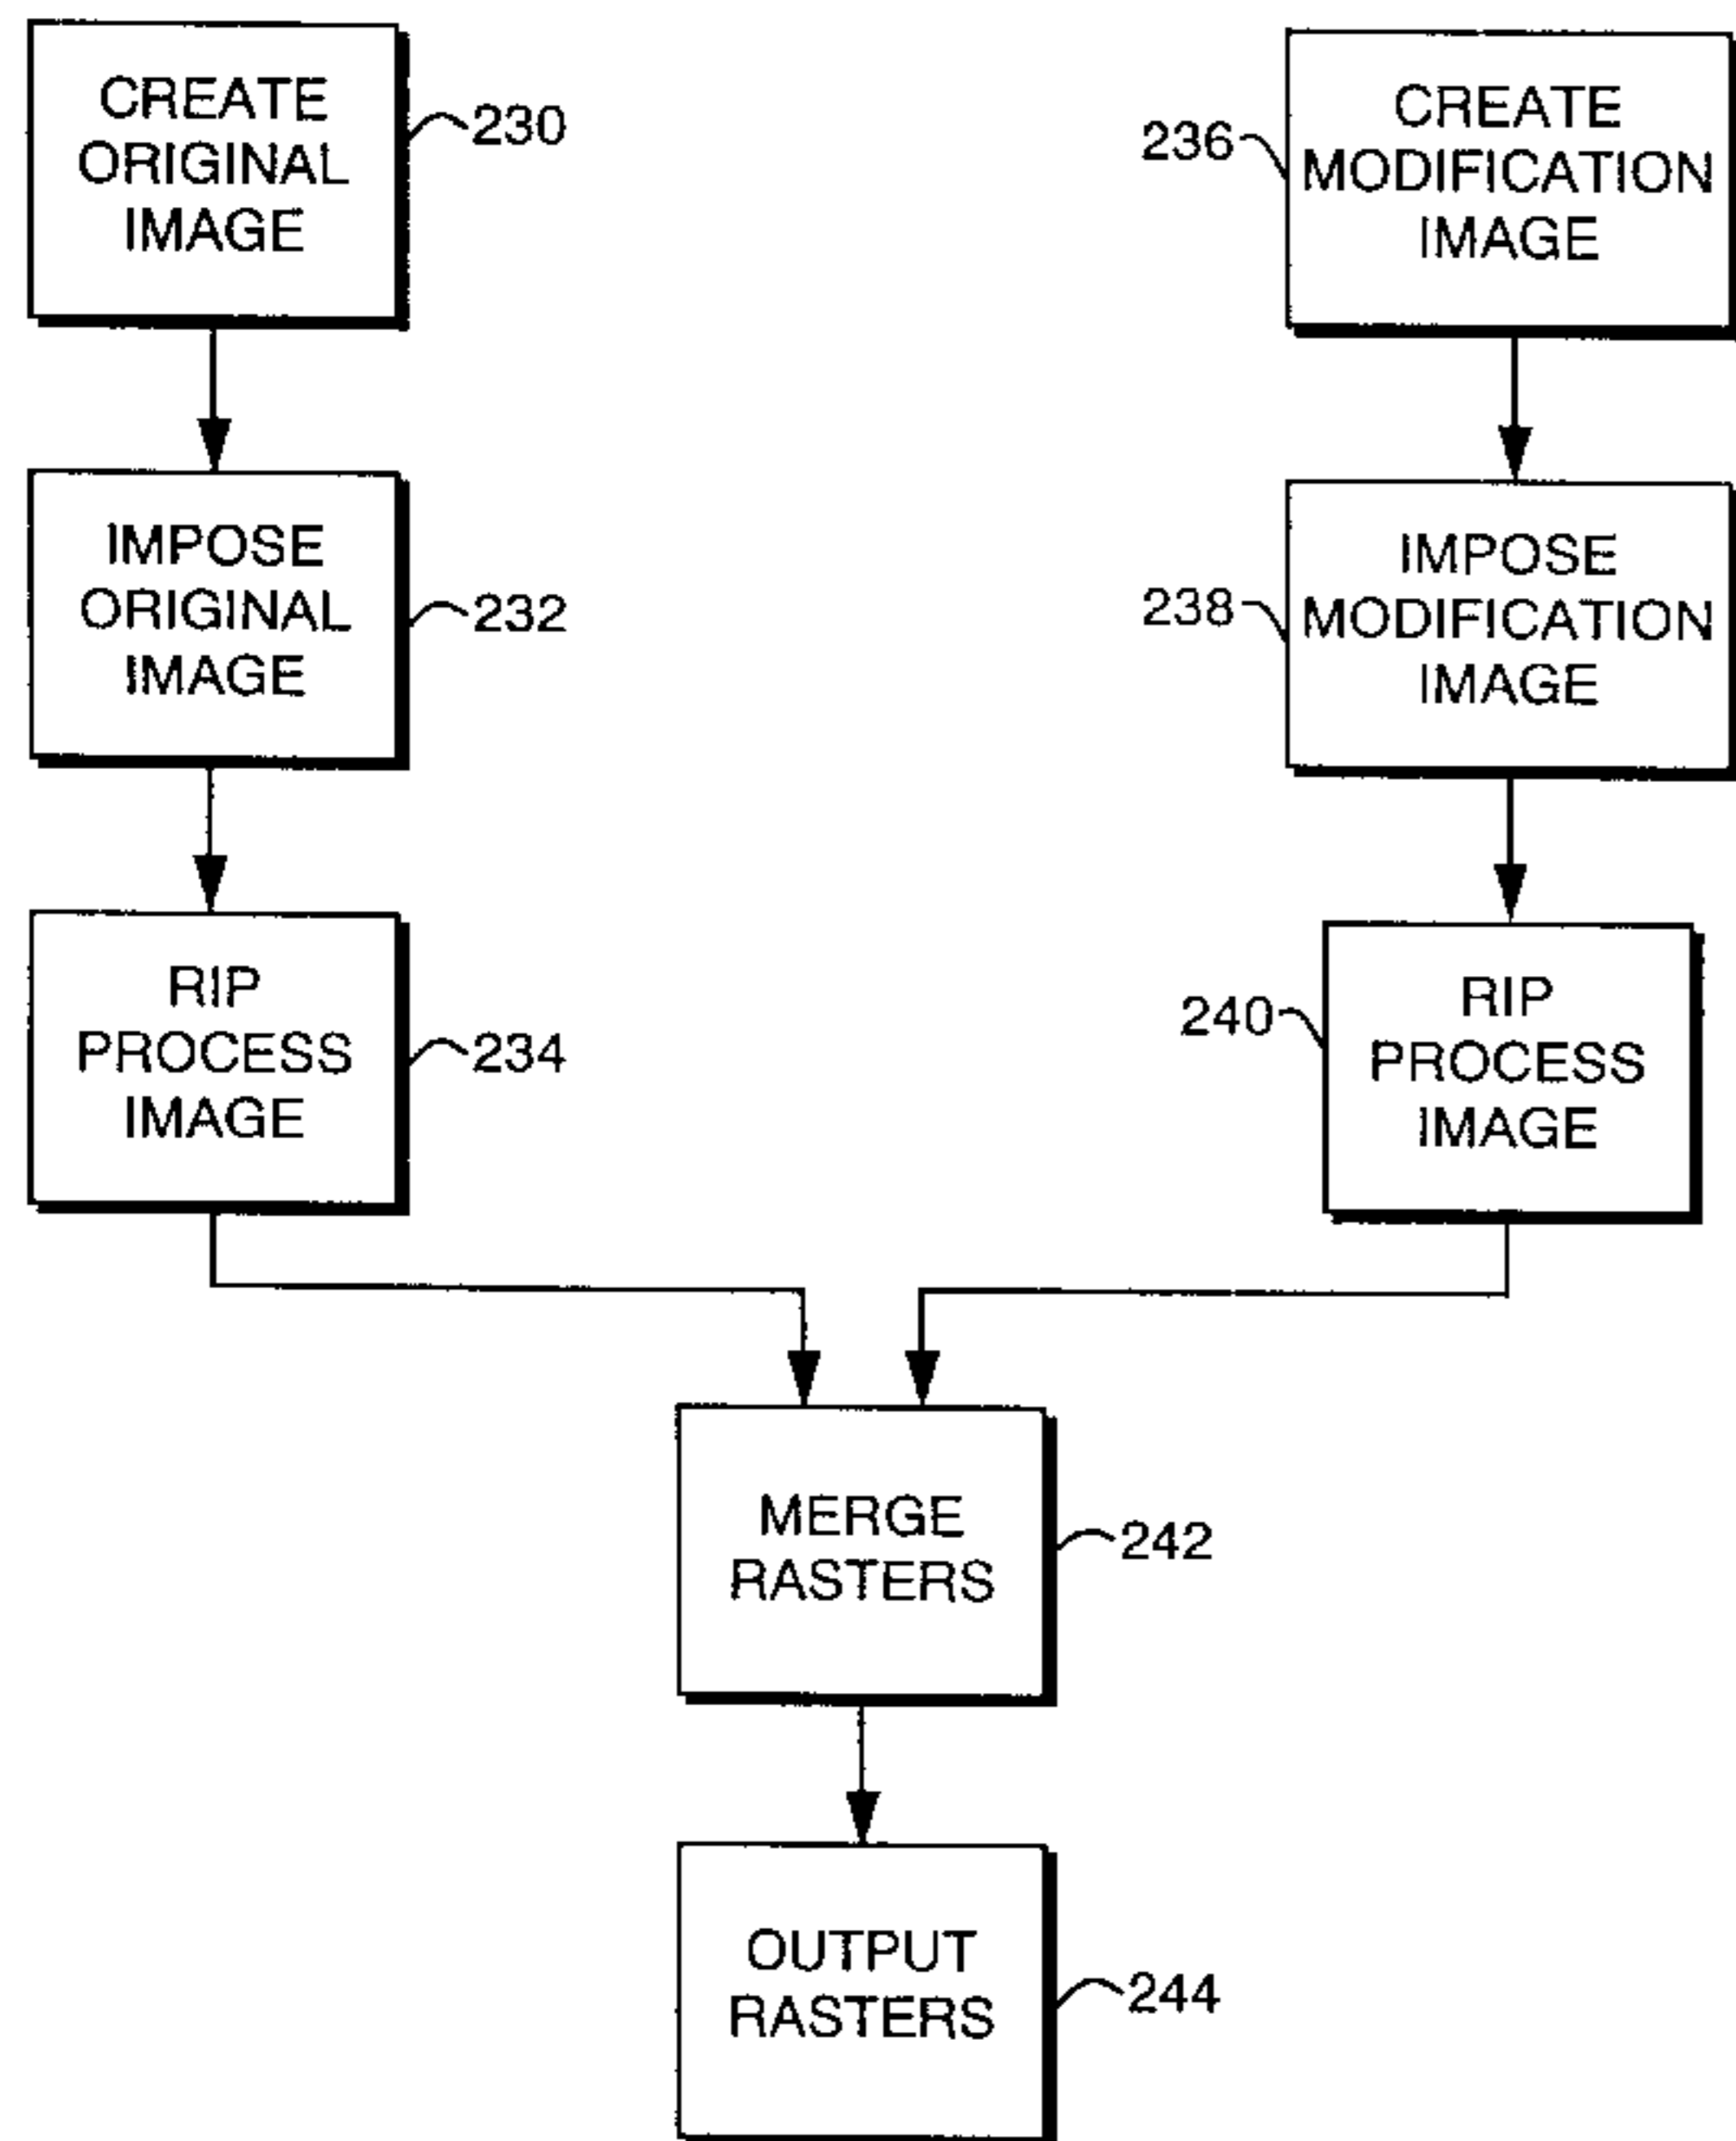 CREATE
ORIGINAL
IMAGE
230
IMPOSE
ORIGINAL
IMAGE
232
RIP
PROCESS
IMAGE
234
CREATE
MODIFICATION
IMAGE
236
IMPOSE
MODIFICATION
IMAGE
238
RIP
PROCESS
IMAGE
240
MERGE
RASTERS
242
OUTPUT
RASTERS
244